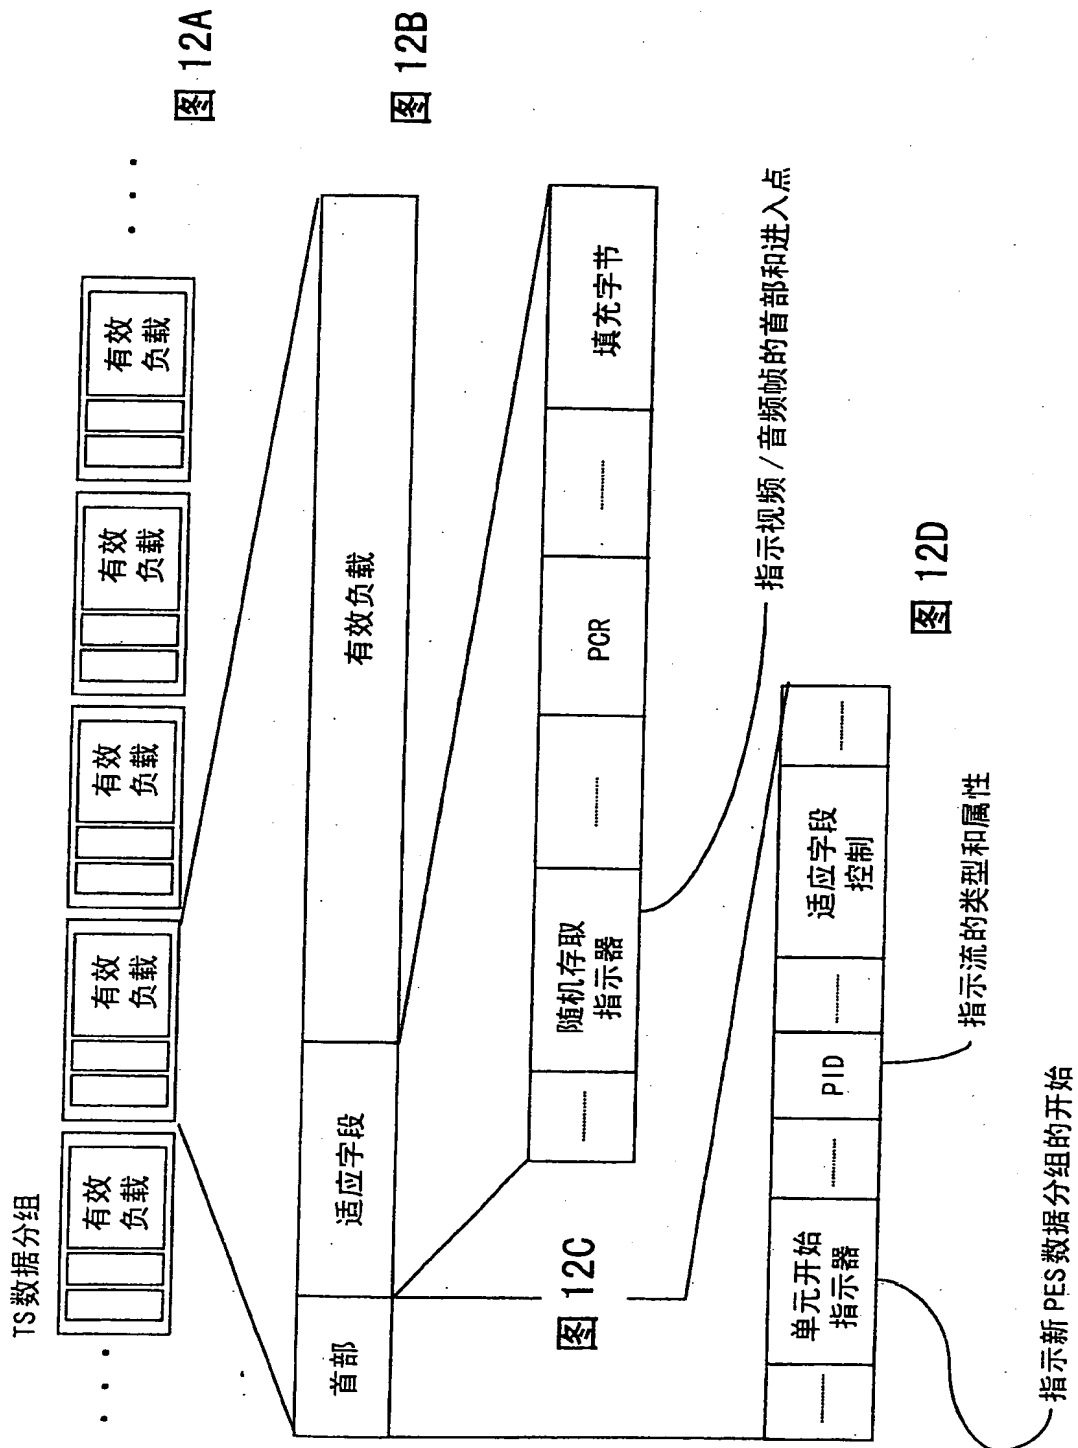 TS数据分组
有效
负载
有效
负载
有效
负载
有效
负载
有效
负载
图 12A
首部
适应字段
有效负载
图 12B
随机存取
指示器
PCR
填充字节
指示视频/音频帧的首部和进入点
图 12C
单元开始
指示器
PID
适应字段
控制
图 12D
指示流的类型和属性
指示新PES数据分组的开始